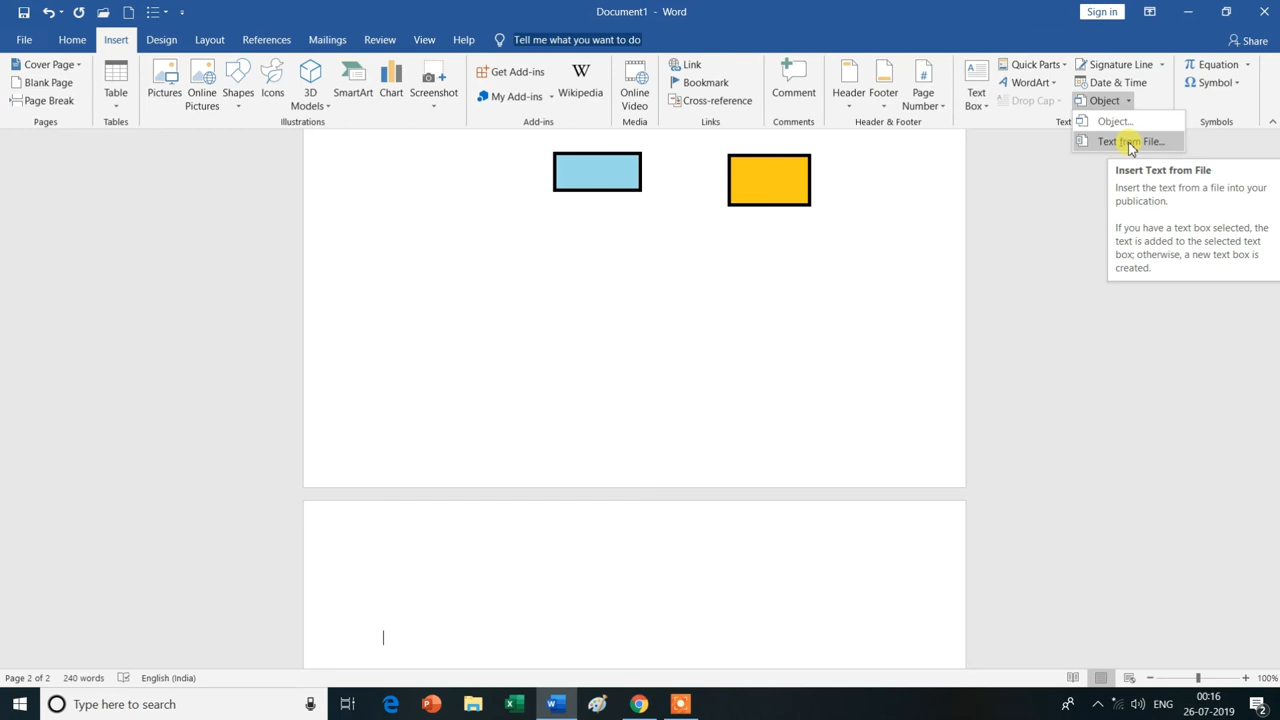 Document1 - Word
Sign in
File Home Insert Design Layout References Mailings Review View Help Tell me what you want to do
Share
Cover Page
Blank Page
Page Break
Pages
Table
Tables
Pictures
Online
Pictures
Shapes
Icons
3D
Models
SmartArt
Chart
Screenshot
Illustrations
Get Add-ins
My Add-ins
Wikipedia
Add-ins
Online
Video
Media
Link
Bookmark
Cross-reference
Links
Comment
Comments
Header
Footer
Page
Number
Header & Footer
Text
Box
Quick Parts
WordArt
Drop Cap
Signature Line
Date & Time
Object
Tex
Equation
Symbol
Symbols
Object...
Text from File...
Insert Text from File
Insert the text from a file into your
publication.
If you have a text box selected, the
text is added to the selected text
box; otherwise, a new text box is
created.
Page 2 of 2 240 words English (India)
100%
Type here to search
ENG
00:16
26-07-2019
2